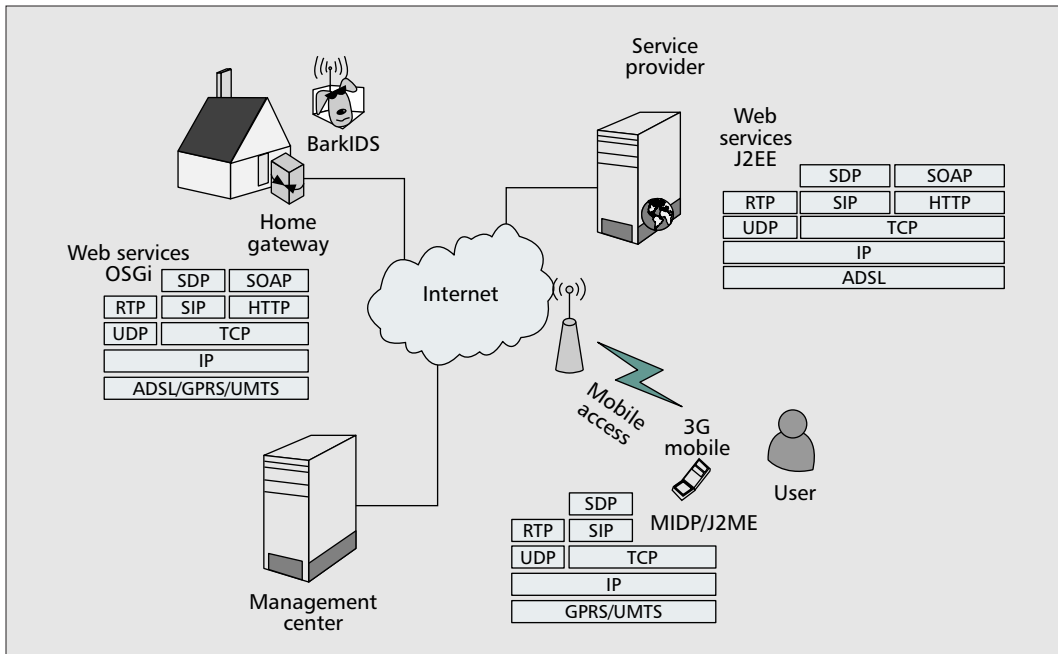 Service
provider
BarkIDS
Home
gateway
Web
services
J2EE
SDP SOAP
RTP SIP HTTP
UDP TCP
IP
ADSL
Web services
OSGi
SDP SOAP
RTP SIP HTTP
UDP TCP
IP
ADSL/GPRS/UMTS
Internet
Mobile
access
3G
mobile
User
MIDP/J2ME
SDP
RTP SIP
UDP TCP
IP
GPRS/UMTS
Management
center